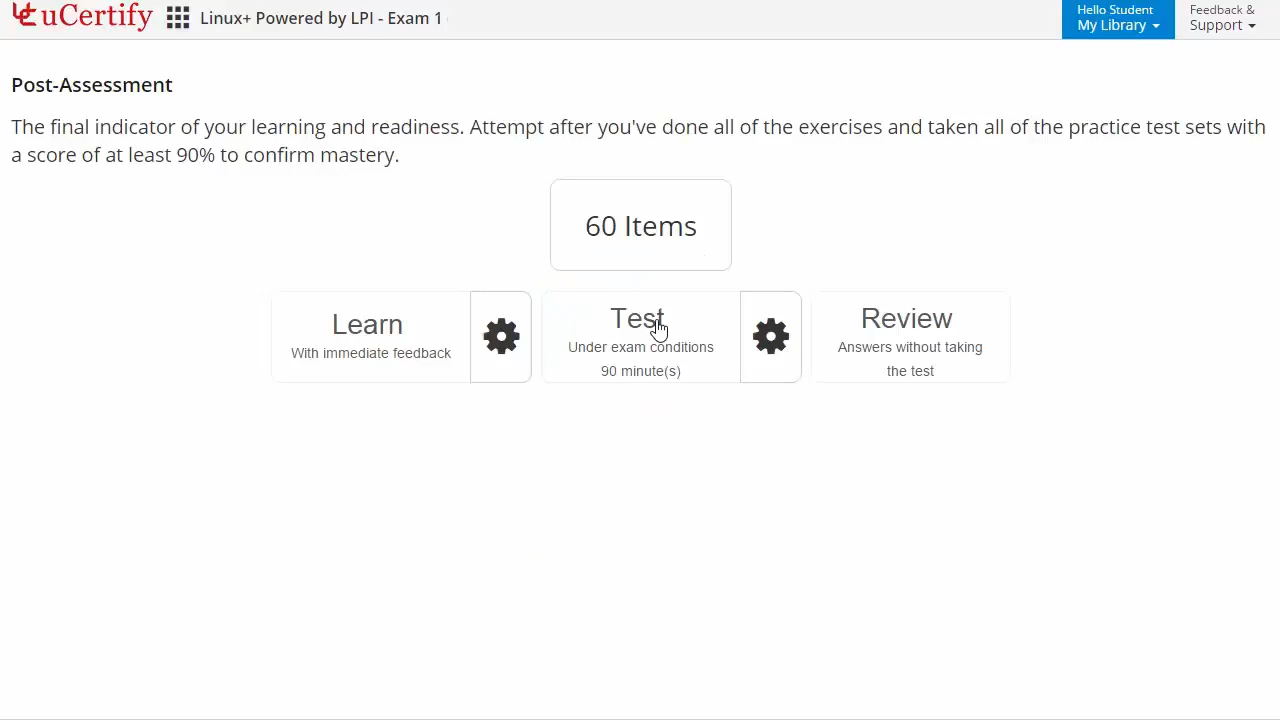 uCertify
Linux+ Powered by LPI - Exam 1
Hello Student
My Library
Feedback &
Support
Post-Assessment
The final indicator of your learning and readiness. Attempt after you've done all of the exercises and taken all of the practice test sets with
a score of at least 90% to confirm mastery.
60 Items
Learn
With immediate feedback
Test
Under exam conditions
90 minute(s)
Review
Answers without taking
the test